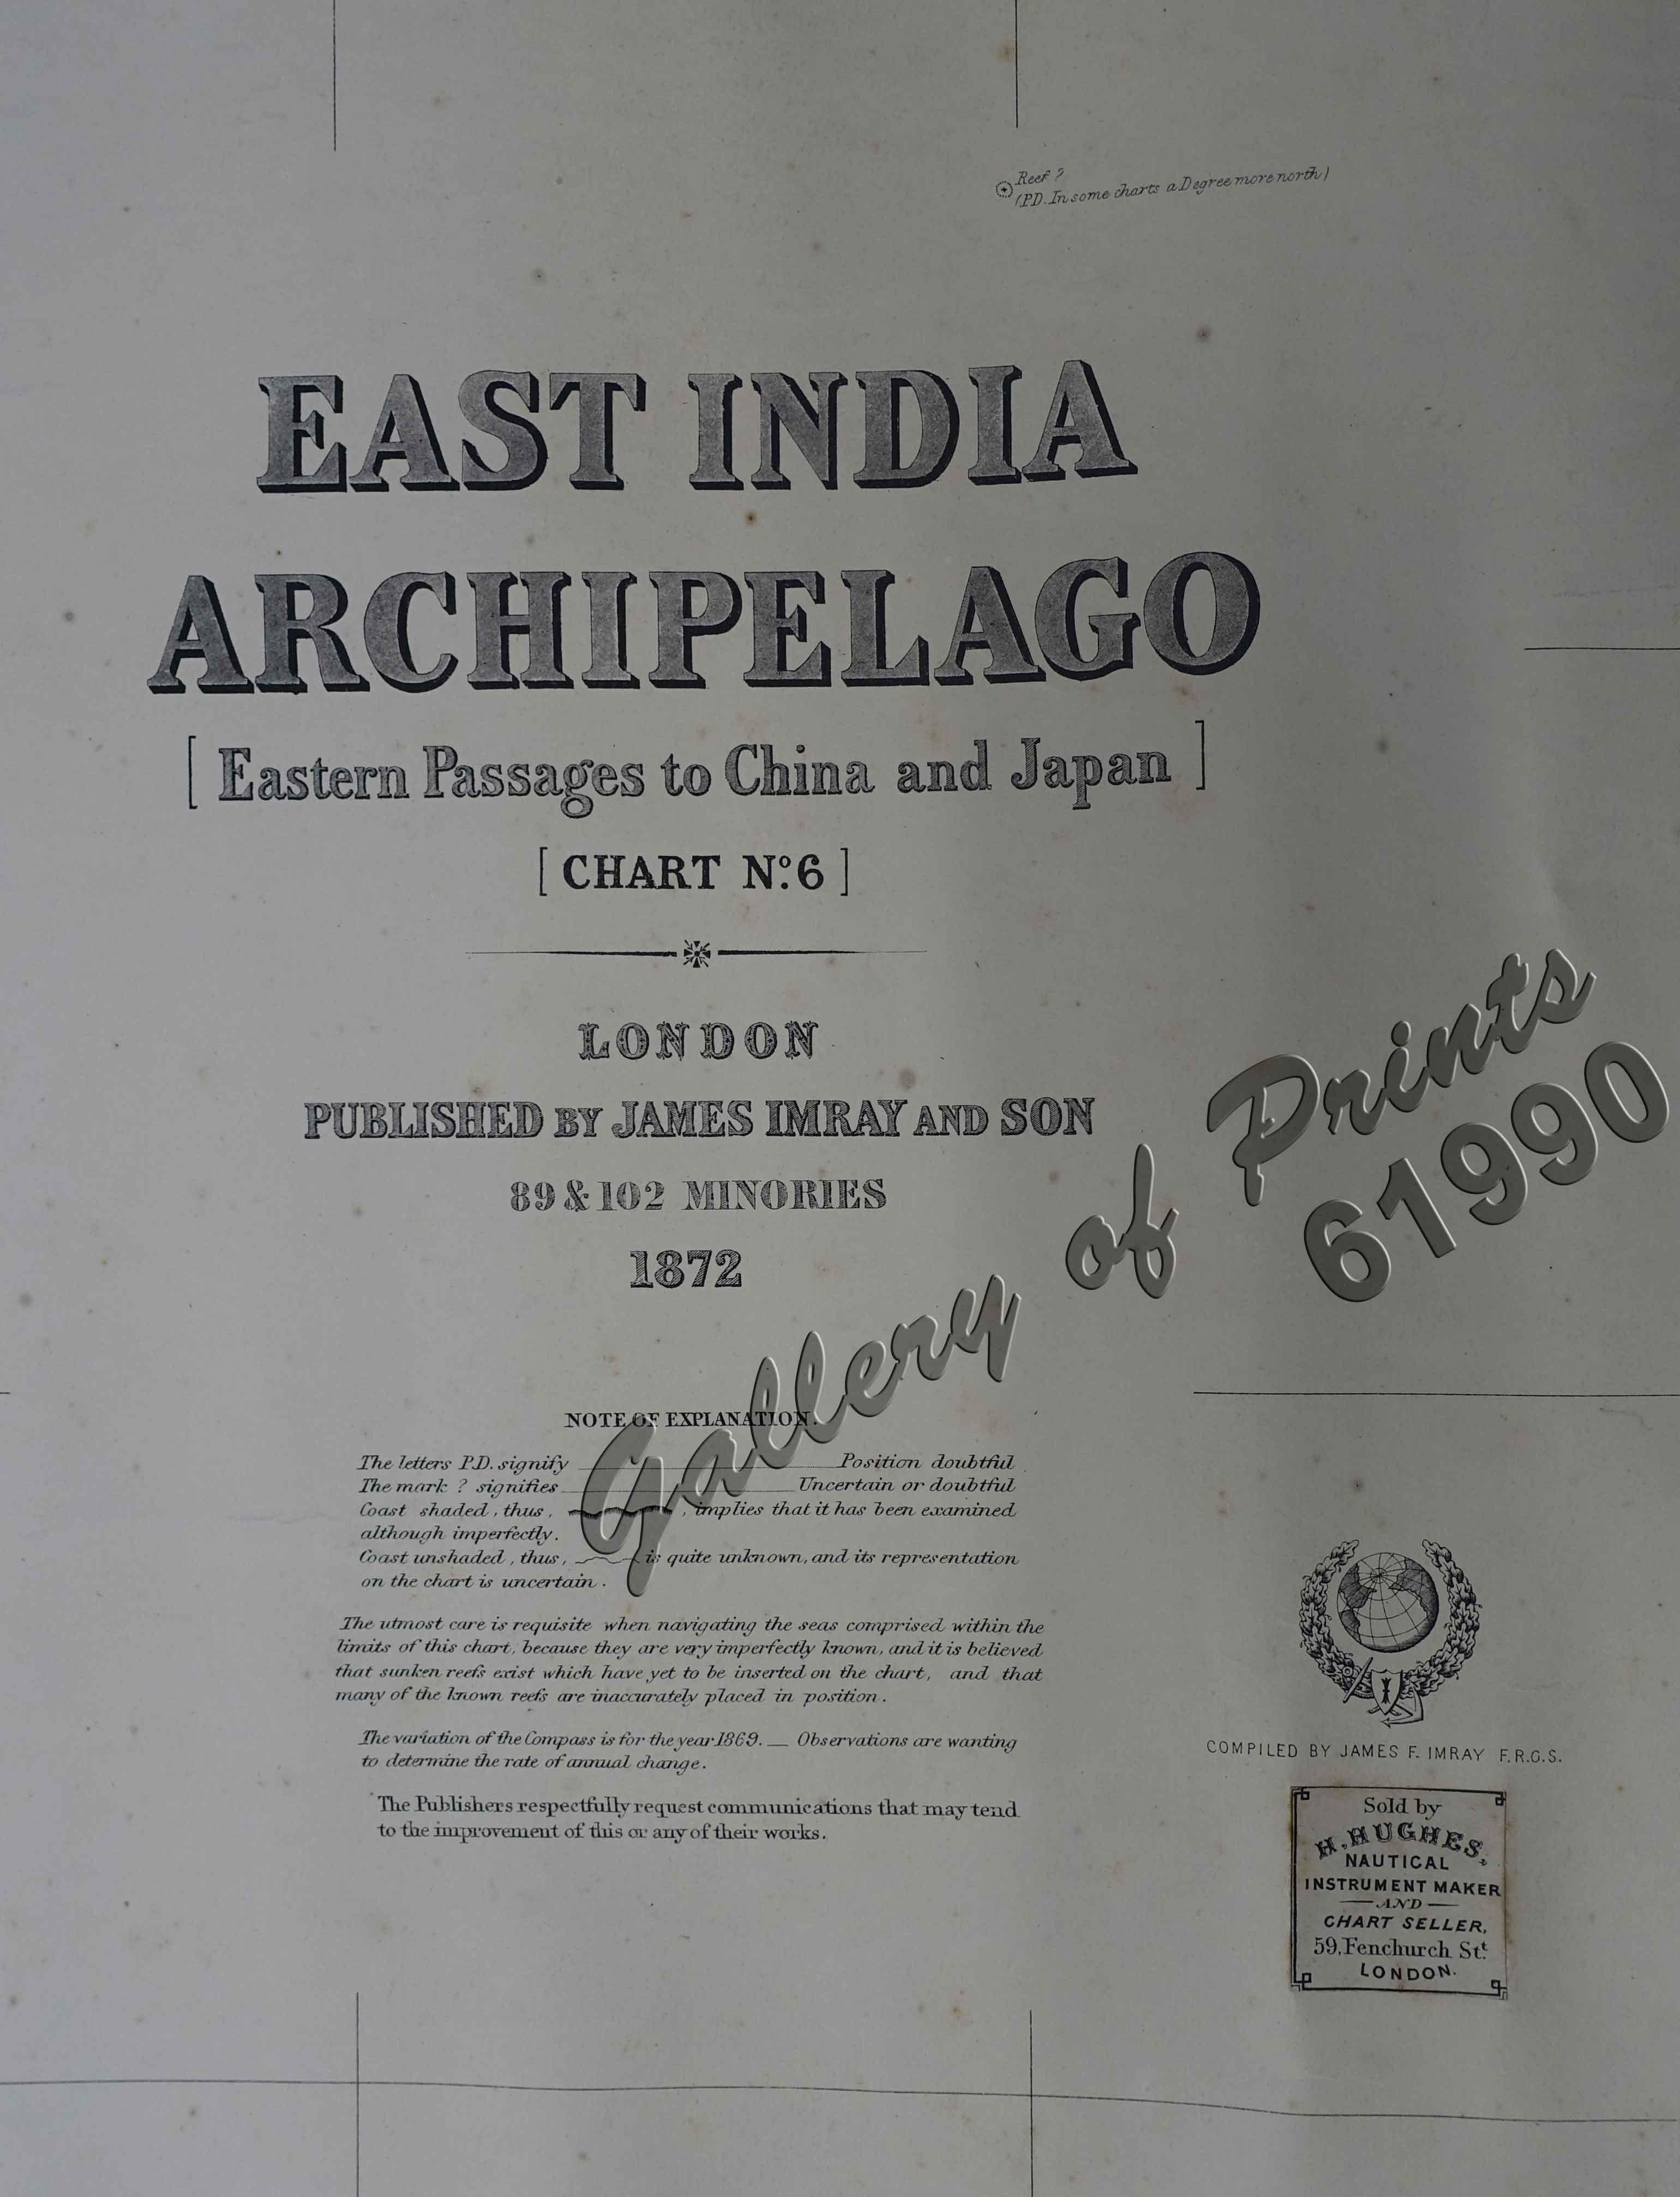 Reef ?
(P.D. In some charts a Degree more north)
EAST INDIA
ARCHIPELAGO
[ Eastern Passages to China and Japan ]
[ CHART Nº 6 ]
LONDON
PUBLISHED BY JAMES IMRAY AND SON
89 & 102 MINORIES
1872
NOTE OF EXPLANATION.
The letters P.D. signify Position doubtful
The mark ? signifies Uncertain or doubtful
Coast shaded, thus, , implies that it has been examined
although imperfectly.
Coast unshaded, thus, is quite unknown, and its representation
on the chart is uncertain.
The utmost care is requisite when navigating the seas comprised within the
limits of this chart, because they are very imperfectly known, and it is believed
that sunken reefs exist which have yet to be inserted on the chart, and that
many of the known reefs are inaccurately placed in position.
The variation of the Compass is for the year 1869. — Observations are wanting
to determine the rate of annual change.
The Publishers respectfully request communications that may tend
to the improvement of this or any of their works.
COMPILED BY JAMES F. IMRAY F.R.G.S.
Sold by
H. HUGHES,
NAUTICAL
INSTRUMENT MAKER
AND
CHART SELLER,
59, Fenchurch St.
LONDON.
Gallery of Prints
61990